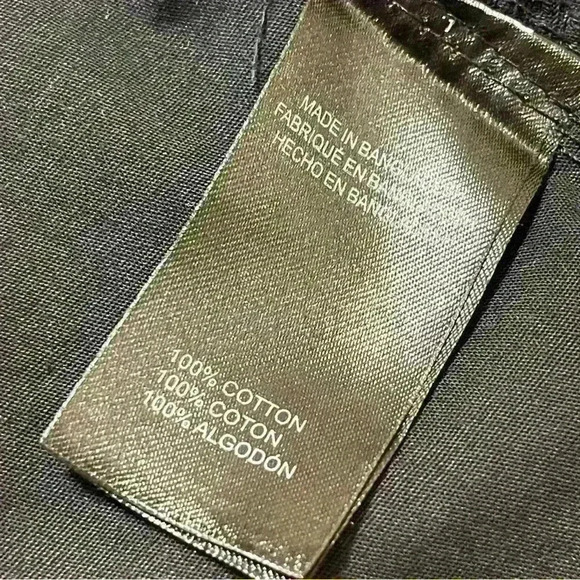 MADE IN
FABRIQUÉ EN
HECHO EN
100% COTTON
100% COTON
100% ALGODÓN